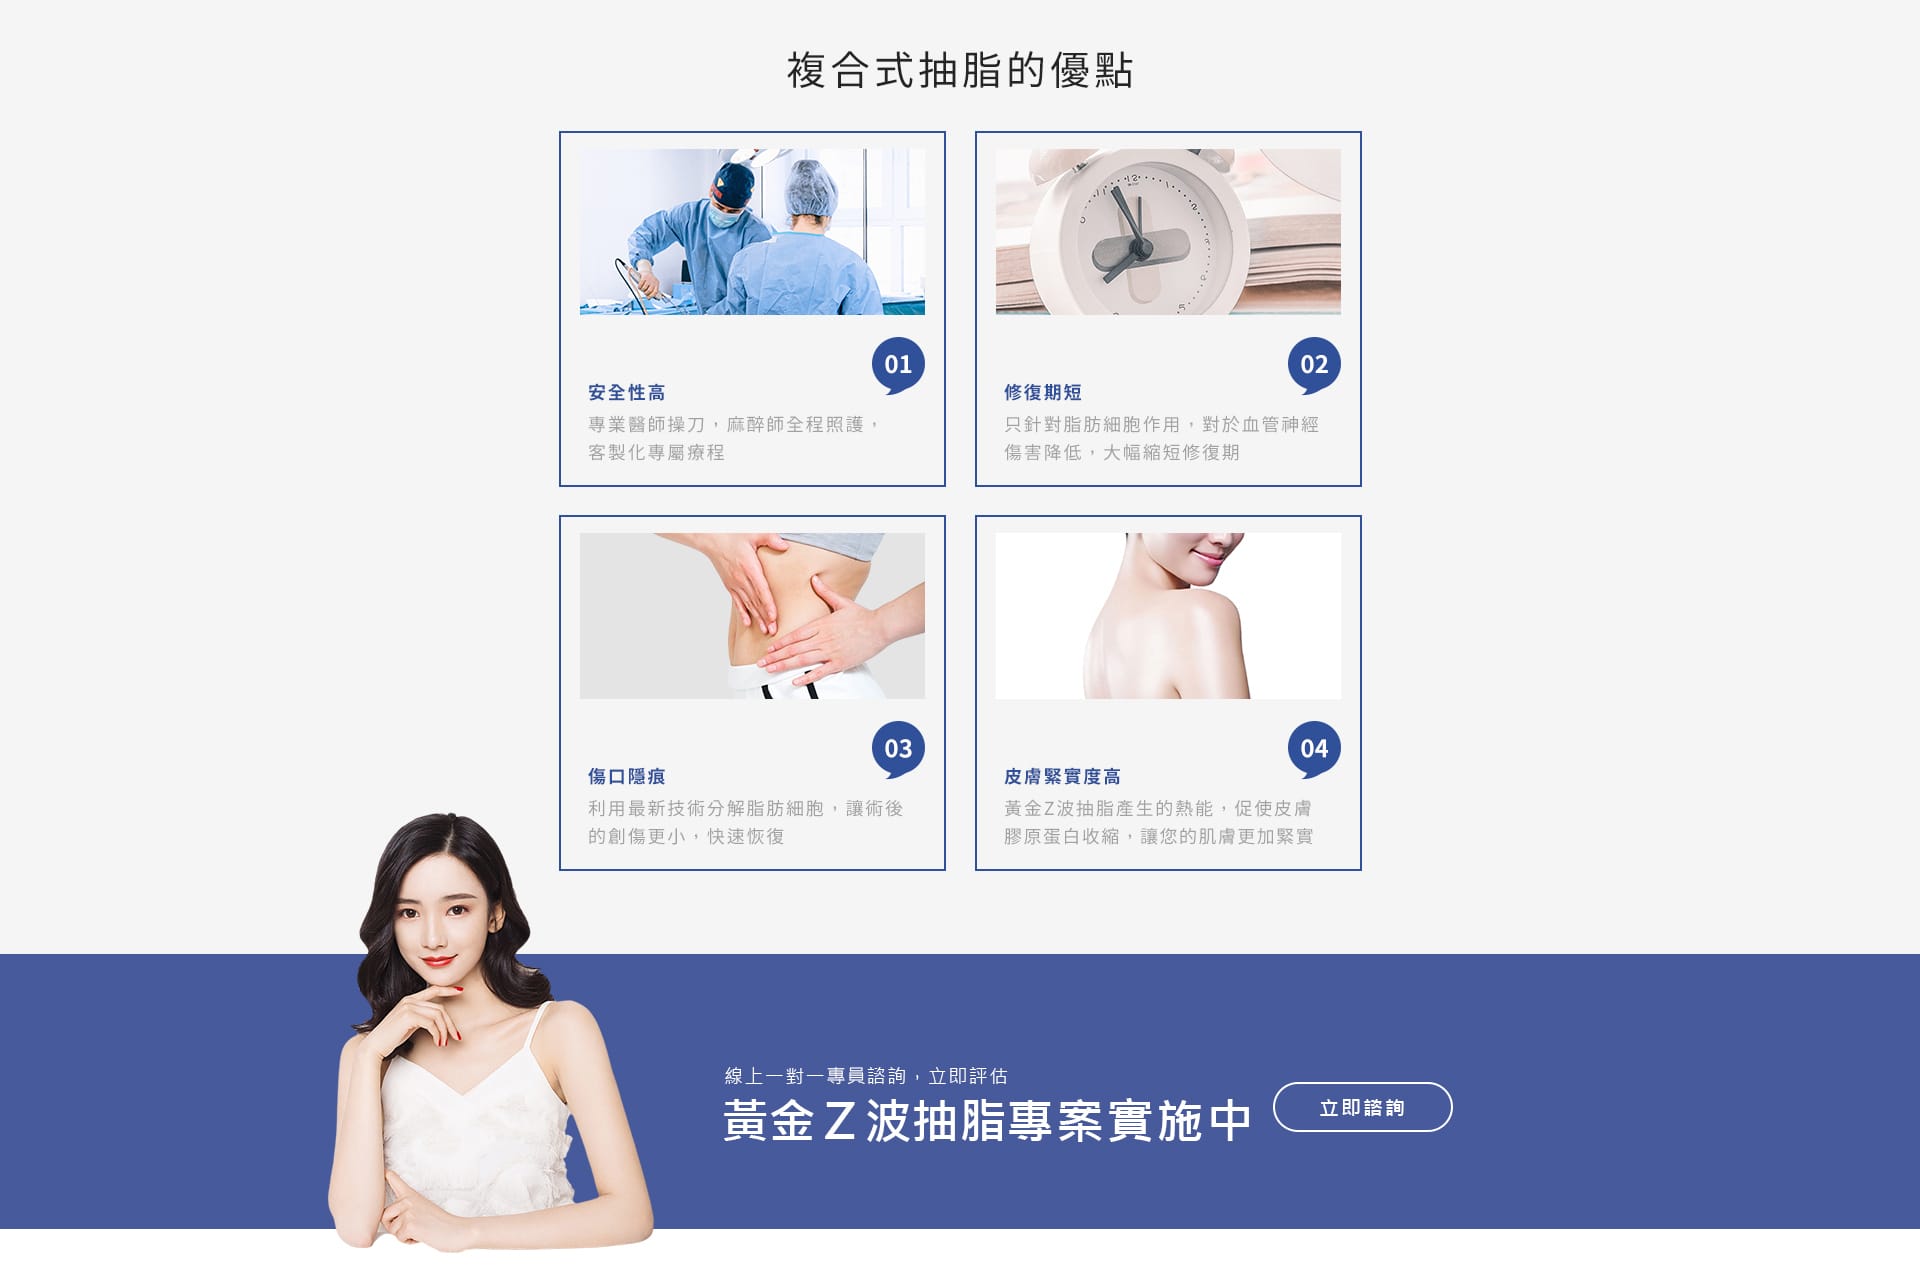 複合式抽脂的優點
01
安全性高
專業醫師操刀，麻醉師全程照護，
客製化專屬療程
02
修復期短
只針對脂肪細胞作用，對於血管神經
傷害降低，大幅縮短修復期
03
傷口隱痕
利用最新技術分解脂肪細胞，讓術後
的創傷更小，快速恢復
04
皮膚緊實度高
黃金Z波抽脂產生的熱能，促使皮膚
膠原蛋白收縮，讓您的肌膚更加緊實
線上一對一專員諮詢，立即評估
黃金Z波抽脂專案實施中
立即諮詢